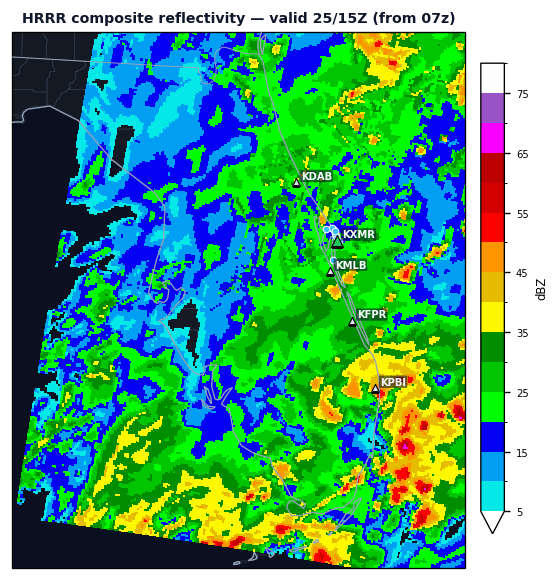 HRRR composite reflectivity — valid 25/15Z (from 07z)
KDAB
KXMR
KMLB
KFPR
KPBI
75
65
55
45
35
25
15
5
dBZ